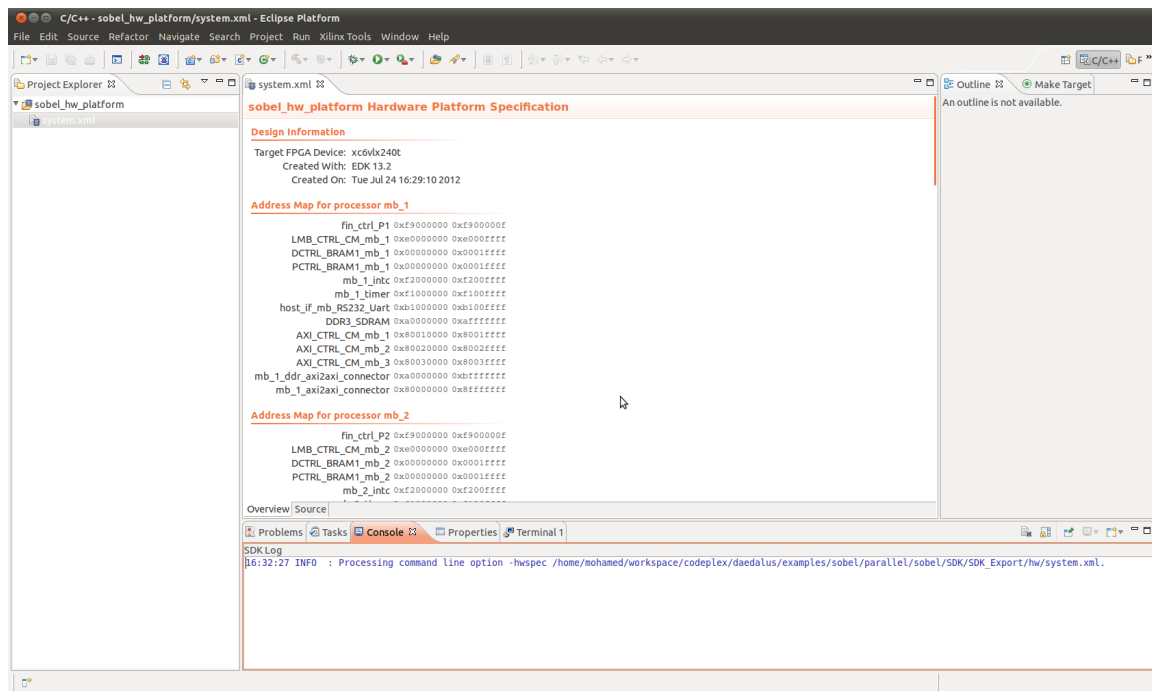 C/C++ - sobel_hw_platform/system.xml - Eclipse Platform
File Edit Source Refactor Navigate Search Project Run Xilinx Tools Window Help
C/C++
Project Explorer
system.xml
Outline
Make Target
sobel_hw_platform
system.xml
An outline is not available.
sobel_hw_platform Hardware Platform Specification
Design Information
Target FPGA Device: xc6vlx240t
Created With: EDK 13.2
Created On: Tue Jul 24 16:29:10 2012
Address Map for processor mb_1
fin_ctrl_P1 0xf9000000 0xf900000f
LMB_CTRL_CM_mb_1 0xe0000000 0xe000ffff
DCTRL_BRAM1_mb_1 0x00000000 0x0001ffff
PCTRL_BRAM1_mb_1 0x00000000 0x0001ffff
mb_1_intc 0xf2000000 0xf200ffff
mb_1_timer 0xf1000000 0xf100ffff
host_if_mb_RS232_Uart 0xb1000000 0xb100ffff
DDR3_SDRAM 0xa0000000 0xafffffff
AXI_CTRL_CM_mb_1 0x80010000 0x8001ffff
AXI_CTRL_CM_mb_2 0x80020000 0x8002ffff
AXI_CTRL_CM_mb_3 0x80030000 0x8003ffff
mb_1_ddr_axi2axi_connector 0xa0000000 0xbfffffff
mb_1_axi2axi_connector 0x80000000 0x8fffffff
Address Map for processor mb_2
fin_ctrl_P2 0xf9000000 0xf900000f
LMB_CTRL_CM_mb_2 0xe0000000 0xe000ffff
DCTRL_BRAM1_mb_2 0x00000000 0x0001ffff
PCTRL_BRAM1_mb_2 0x00000000 0x0001ffff
mb_2_intc 0xf2000000 0xf200ffff
Overview Source
Problems Tasks Console Properties Terminal 1
SDK Log
16:32:27 INFO : Processing command line option -hwspec /home/mohamed/workspace/codeplex/daedalus/examples/sobel/parallel/sobel/SDK/SDK_Export/hw/system.xml.